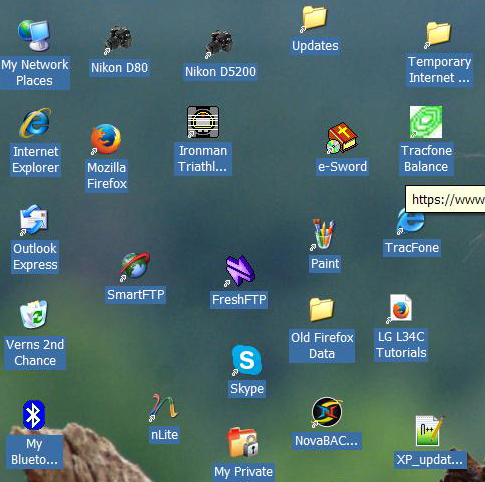 Updates
My Network
Places
Nikon D80
Nikon D5200
Temporary
Internet ...
Internet
Explorer
Mozilla
Firefox
Ironman
Triathl...
e-Sword
Tracfone
Balance
https://www
Outlook
Express
SmartFTP
FreshFTP
Paint
TracFone
Verns 2nd
Chance
Old Firefox
Data
LG L34C
Tutorials
Skype
My
Blueto...
nLite
My Private
NovaBAC...
XP_updat...